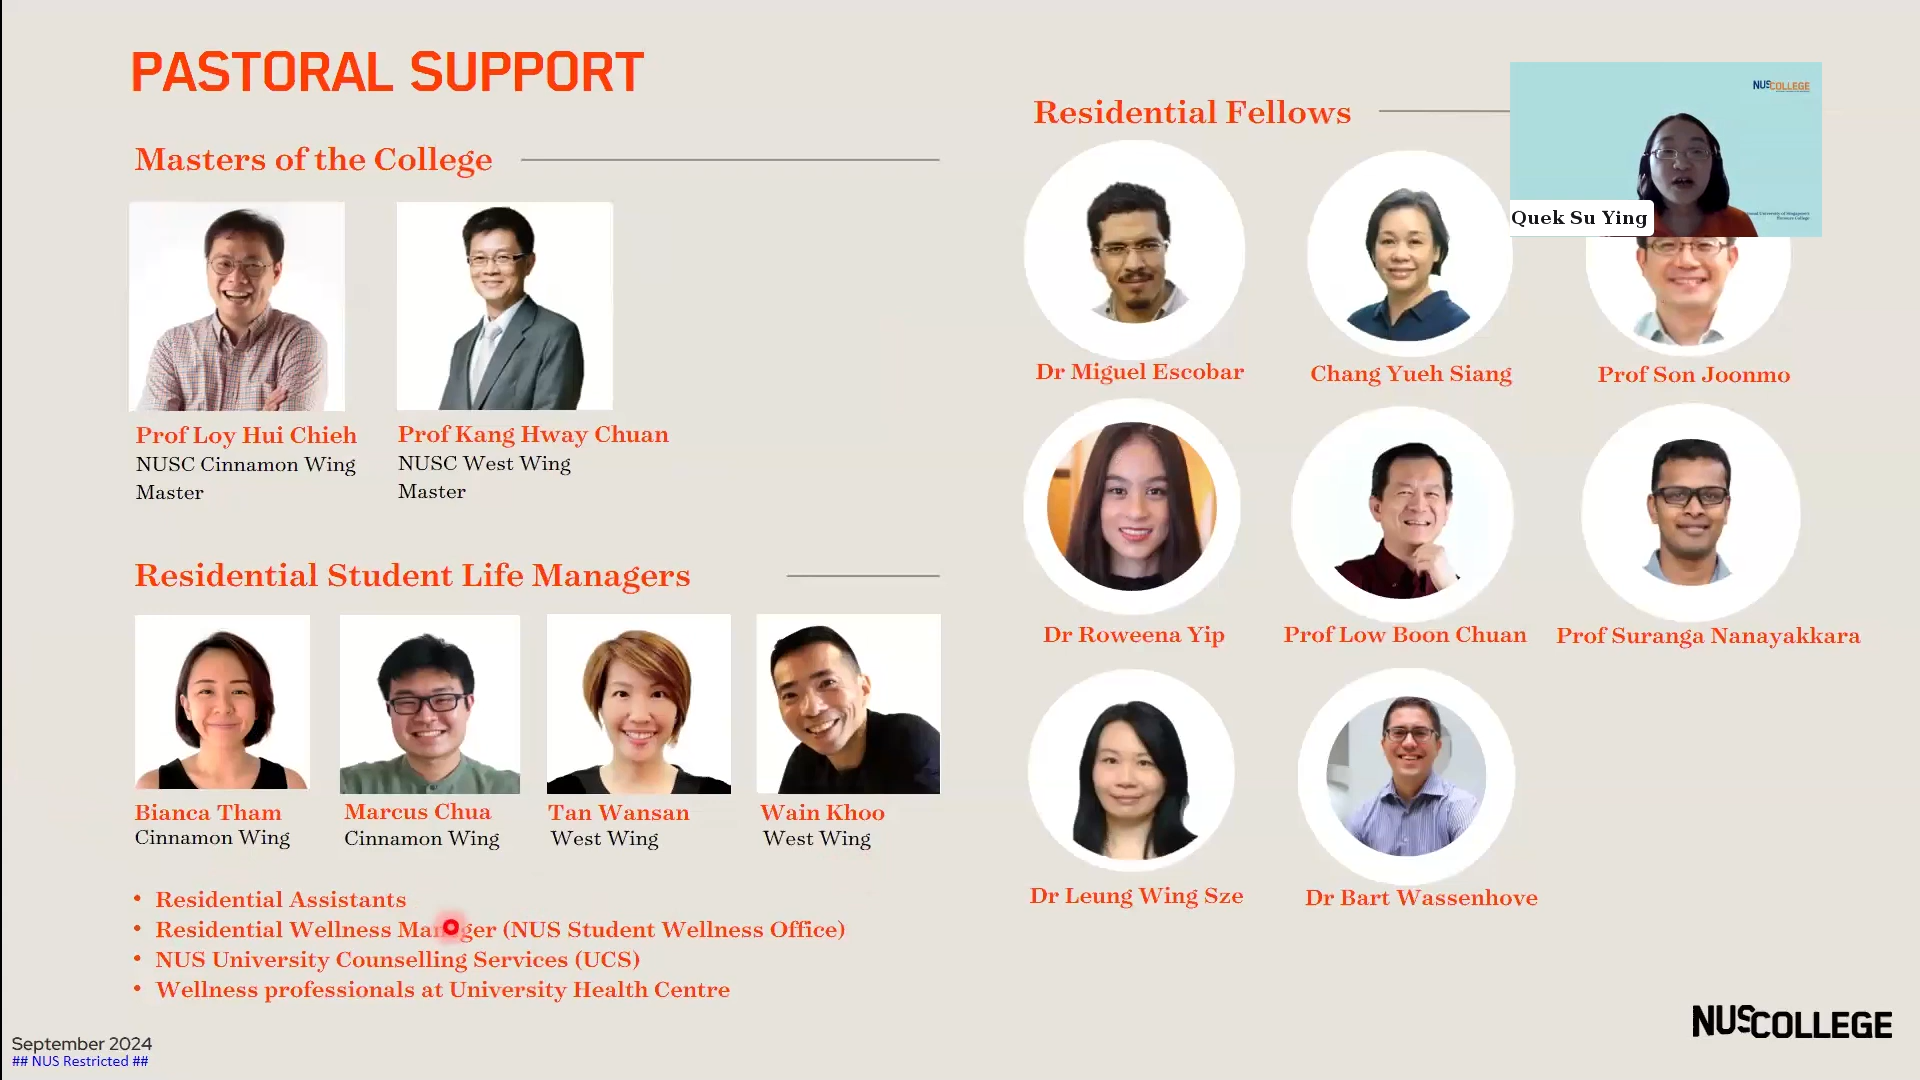 PASTORAL SUPPORT
Masters of the College
Prof Loy Hui Chieh
NUSC Cinnamon Wing
Master
Prof Kang Hway Chuan
NUSC West Wing
Master
Residential Student Life Managers
Bianca Tham
Cinnamon Wing
Marcus Chua
Cinnamon Wing
Tan Wansan
West Wing
Wain Khoo
West Wing
• Residential Assistants
• Residential Wellness Manager (NUS Student Wellness Office)
• NUS University Counselling Services (UCS)
• Wellness professionals at University Health Centre
Residential Fellows
NUSCOLLEGE
Quek Su Ying
Dr Miguel Escobar
Chang Yueh Siang
Prof Son Joonmo
Dr Roweena Yip
Prof Low Boon Chuan
Prof Suranga Nanayakkara
Dr Leung Wing Sze
Dr Bart Wassenhove
September 2024
## NUS Restricted ##
NUSCOLLEGE